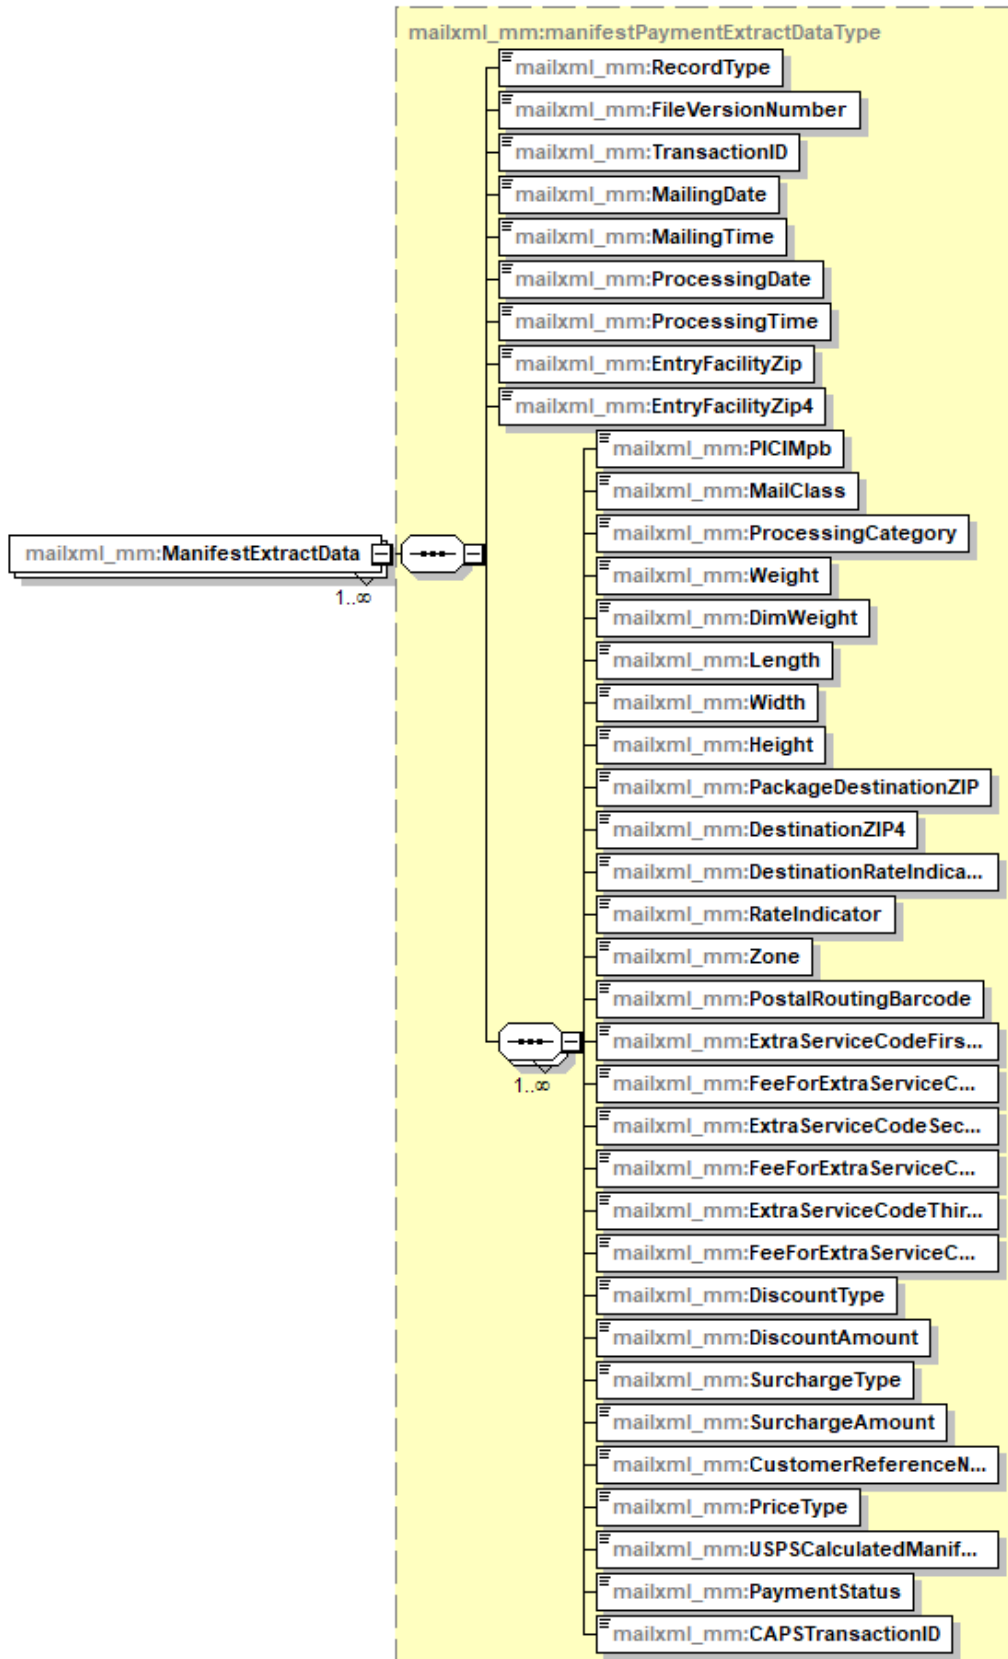 mailxml_mm:manifestPaymentExtractDataType
mailxml_mm:RecordType
mailxml_mm:FileVersionNumber
mailxml_mm:TransactionID
mailxml_mm:MailingDate
mailxml_mm:MailingTime
mailxml_mm:ProcessingDate
mailxml_mm:ProcessingTime
mailxml_mm:EntryFacilityZip
mailxml_mm:EntryFacilityZip4
mailxml_mm:PICIMpb
mailxml_mm:MailClass
mailxml_mm:ProcessingCategory
mailxml_mm:ManifestExtractData
1..∞
mailxml_mm:Weight
mailxml_mm:DimWeight
mailxml_mm:Length
mailxml_mm:Width
mailxml_mm:Height
mailxml_mm:PackageDestinationZIP
mailxml_mm:DestinationZIP4
mailxml_mm:DestinationRateIndica...
mailxml_mm:RateIndicator
mailxml_mm:Zone
mailxml_mm:PostalRoutingBarcode
mailxml_mm:ExtraServiceCodeFirs...
1..∞
mailxml_mm:FeeForExtraServiceC...
mailxml_mm:ExtraServiceCodeSec...
mailxml_mm:FeeForExtraServiceC...
mailxml_mm:ExtraServiceCodeThir...
mailxml_mm:FeeForExtraServiceC...
mailxml_mm:DiscountType
mailxml_mm:DiscountAmount
mailxml_mm:SurchargeType
mailxml_mm:SurchargeAmount
mailxml_mm:CustomerReferenceN...
mailxml_mm:PriceType
mailxml_mm:USPSCalculatedManif...
mailxml_mm:PaymentStatus
mailxml_mm:CAPSTransactionID